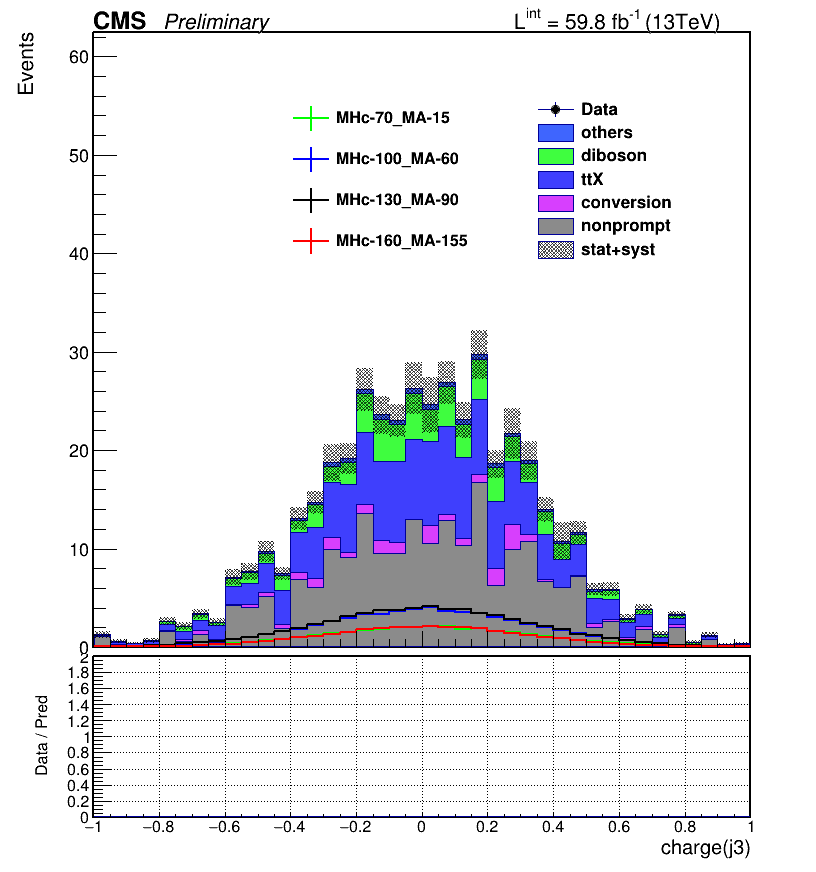 CMS Preliminary L^int = 59.8 fb^-1 (13TeV)
Events
60
50
40
30
20
10
0
MHc-70_MA-15
MHc-100_MA-60
MHc-130_MA-90
MHc-160_MA-155
Data
others
diboson
ttX
conversion
nonprompt
stat+syst
Data / Pred
2
1.8
1.6
1.4
1.2
1
0.8
0.6
0.4
0.2
0
−1 −0.8 −0.6 −0.4 −0.2 0 0.2 0.4 0.6 0.8 1
charge(j3)